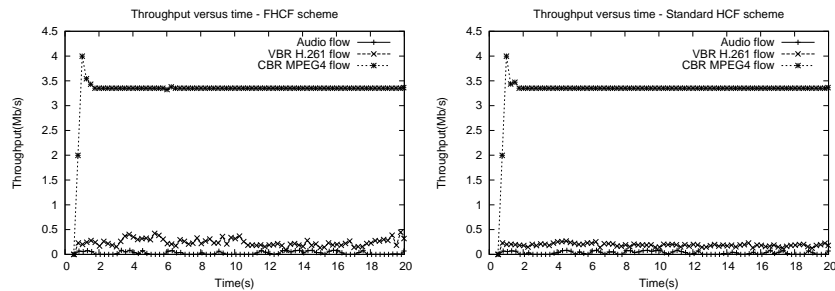 Throughput versus time - FHCF scheme
4.5
4
3.5
3
2.5
2
1.5
1
0.5
0
Throughput(Mb/s)
Audio flow
VBR H.261 flow
CBR MPEG4 flow
0 2 4 6 8 10 12 14 16 18 20
Time(s)
Throughput versus time - Standard HCF scheme
4.5
4
3.5
3
2.5
2
1.5
1
0.5
0
Throughput(Mb/s)
Audio flow
VBR H.261 flow
CBR MPEG4 flow
0 2 4 6 8 10 12 14 16 18 20
Time(s)